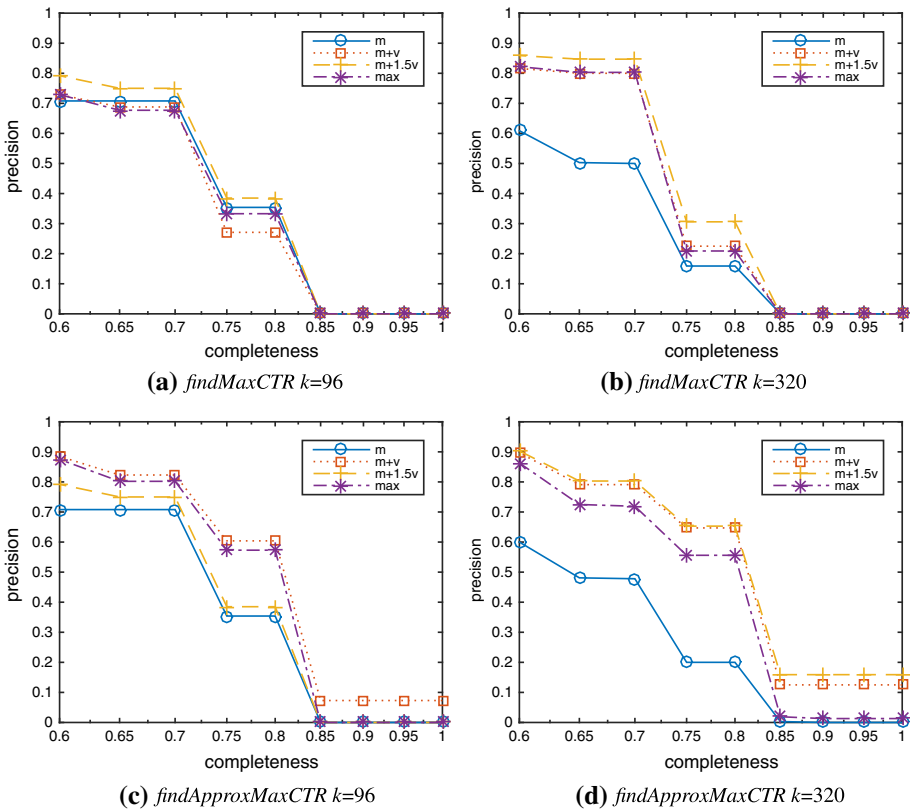 1
0.9
0.8
0.7
0.6
0.5
0.4
0.3
0.2
0.1
0
precision
m
m+v
m+1.5v
max
0.6 0.65 0.7 0.75 0.8 0.85 0.9 0.95 1
completeness
(a) findMaxCTR k=96
1
0.9
0.8
0.7
0.6
0.5
0.4
0.3
0.2
0.1
0
precision
m
m+v
m+1.5v
max
0.6 0.65 0.7 0.75 0.8 0.85 0.9 0.95 1
completeness
(b) findMaxCTR k=320
1
0.9
0.8
0.7
0.6
0.5
0.4
0.3
0.2
0.1
0
precision
m
m+v
m+1.5v
max
0.6 0.65 0.7 0.75 0.8 0.85 0.9 0.95 1
completeness
(c) findApproxMaxCTR k=96
1
0.9
0.8
0.7
0.6
0.5
0.4
0.3
0.2
0.1
0
precision
m
m+v
m+1.5v
max
0.6 0.65 0.7 0.75 0.8 0.85 0.9 0.95 1
completeness
(d) findApproxMaxCTR k=320